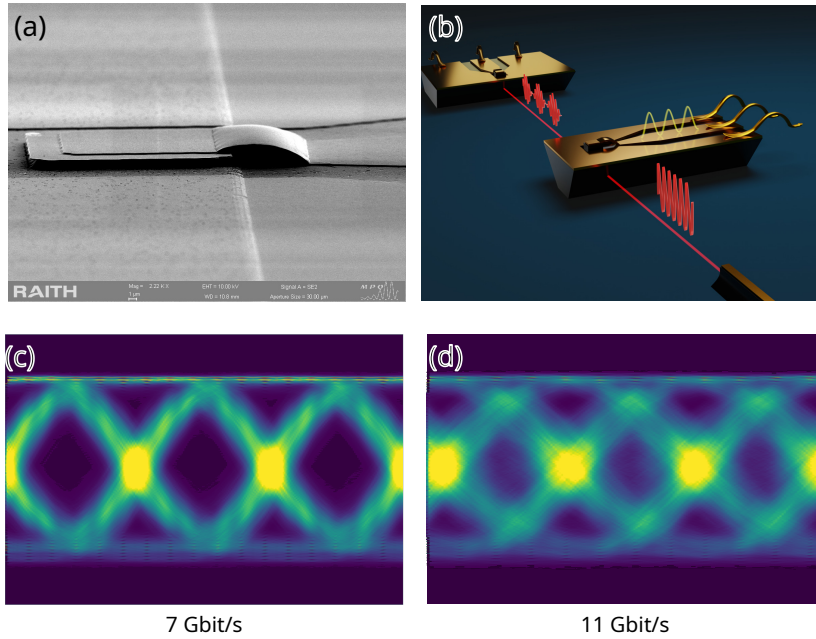 (a)
(b)
RAITH
Mag = 2.22 K X
1 µm
EHT = 10.00 kV
WD = 10.8 mm
Signal A = SE2
Aperture Size = 30.00 µm
(c)
(d)
7 Gbit/s
11 Gbit/s